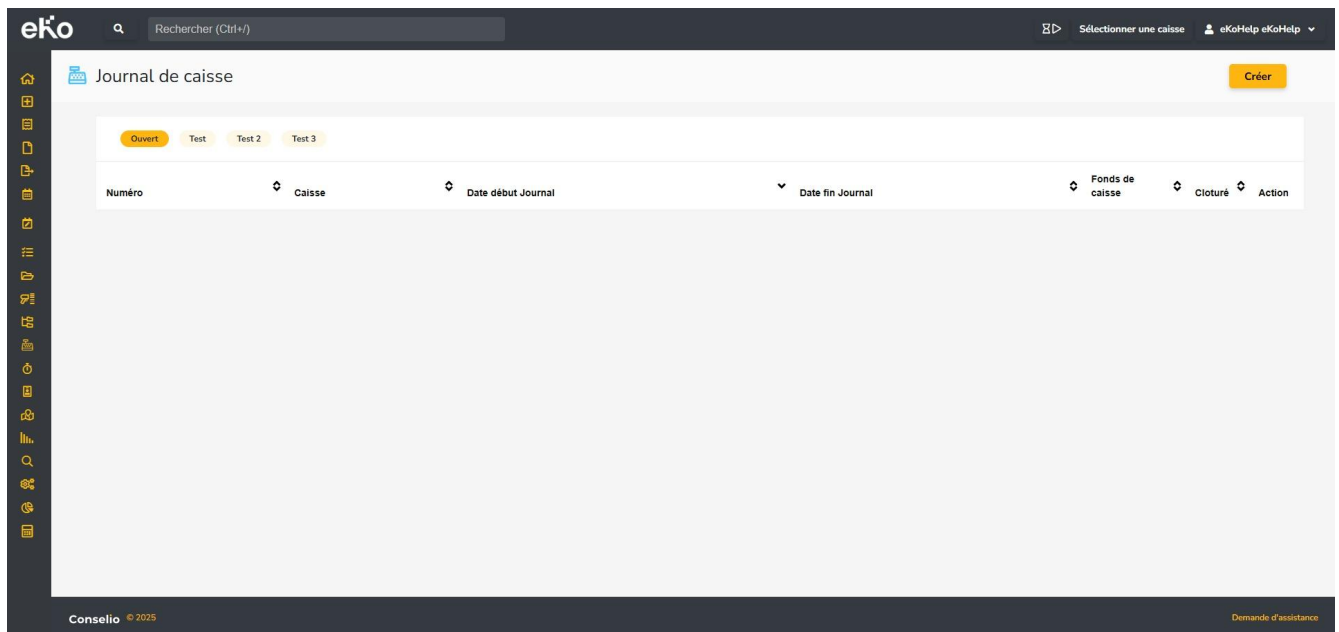 eKo Rechercher (Ctrl+/) Sélectionner une caisse eKoHelp eKoHelp
Journal de caisse Créer
Ouvert Test Test 2 Test 3
Numéro Caisse Date début Journal Date fin Journal Fonds de caisse Cloturé Action
Conselio © 2025 Demande d'assistance